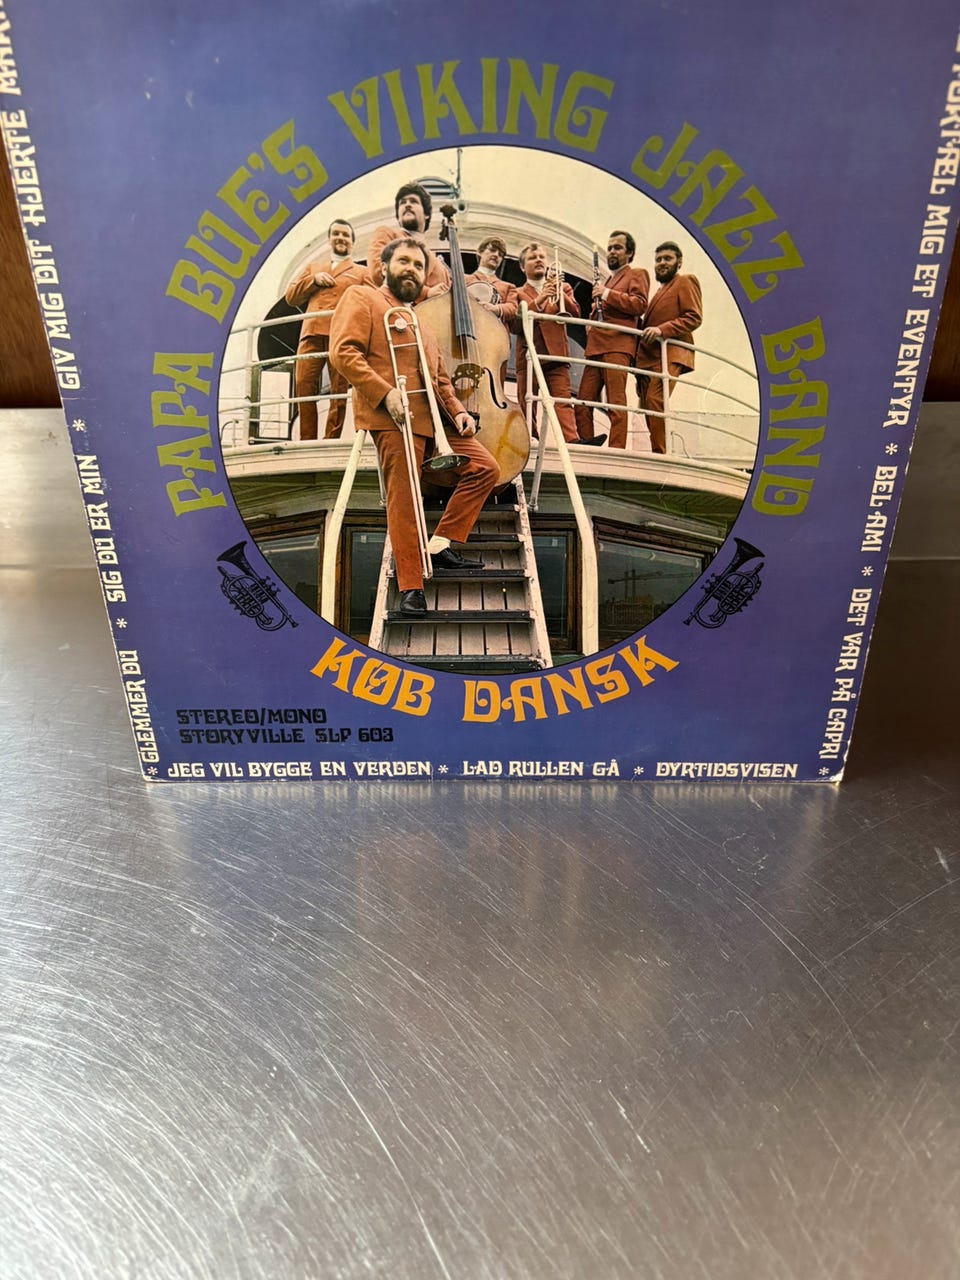 PAPA BUE'S VIKING JAZZ BAND
KØB DANSK
STEREO/MONO
STORYVILLE SLP 603
FORTÆL MIG ET EVENTYR * BEL AMI * DET VAR PÅ CAPRI *
* JEG VIL BYGGE EN VERDEN * LAD RULLEN GÅ * DYRTIDSVISEN *
GLEMMER DU * SIG DU ER MIN * GIV MIG DIT HJERTE